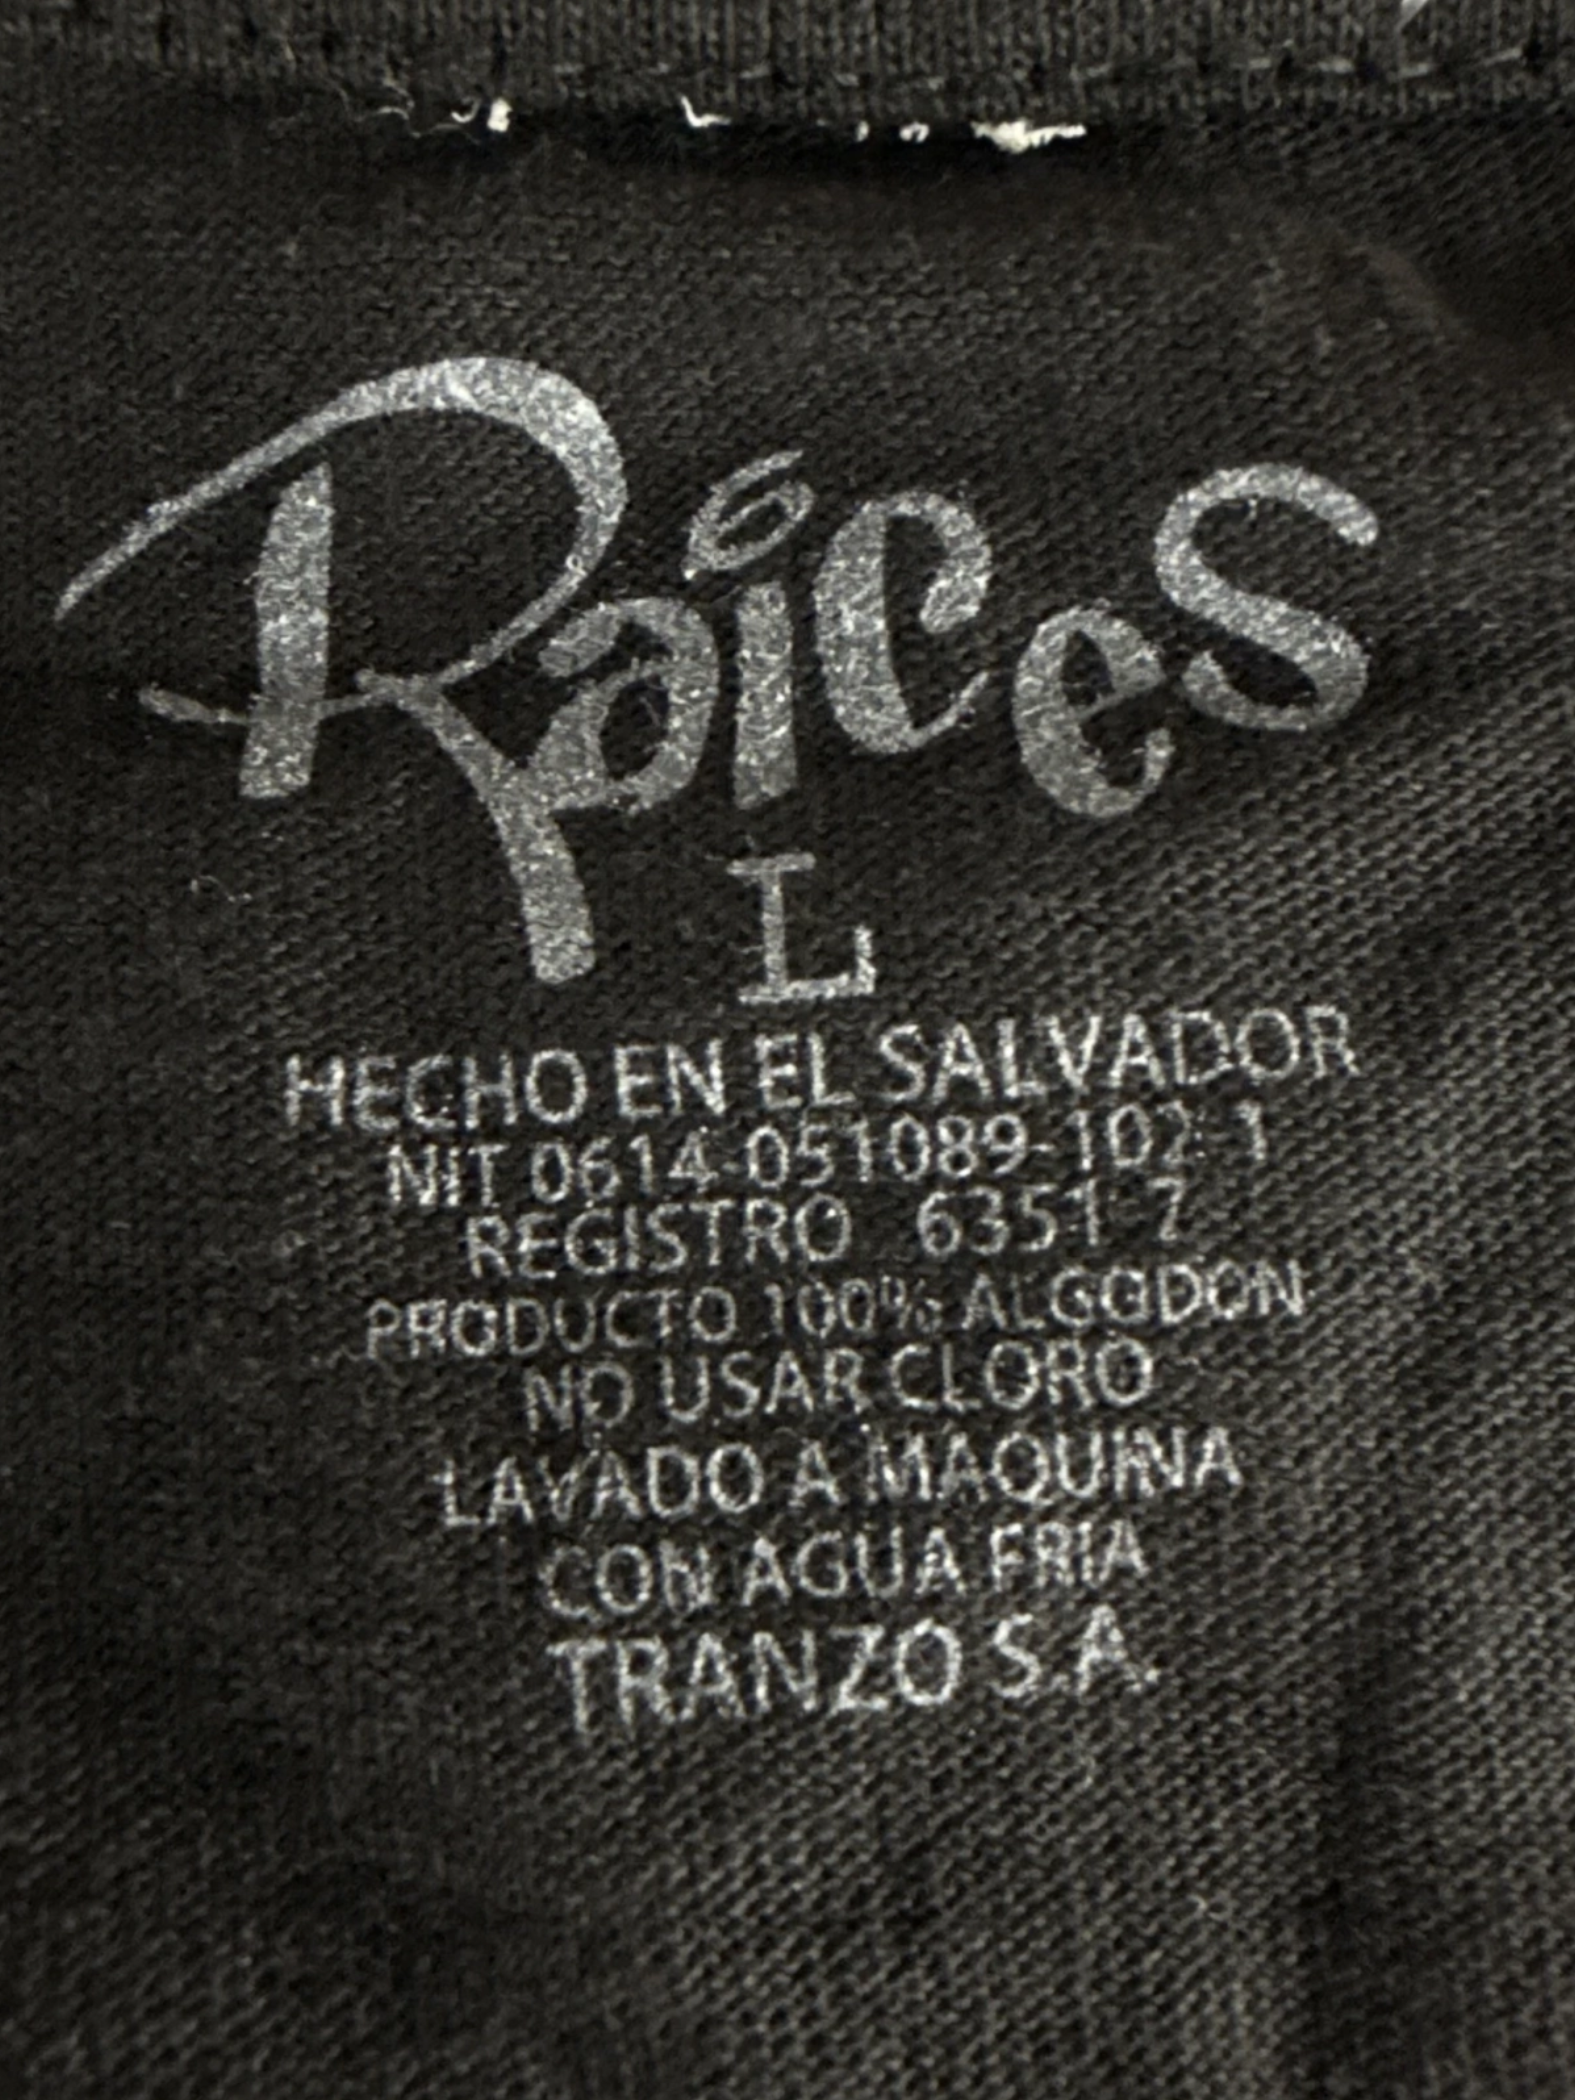 Raíces
L
HECHO EN EL SALVADOR
NIT 0614-051089-102-1
REGISTRO 6351-7
PRODUCTO 100% ALGODON
NO USAR CLORO
LAVADO A MAQUINA
CON AGUA FRIA
TRANZO S.A.